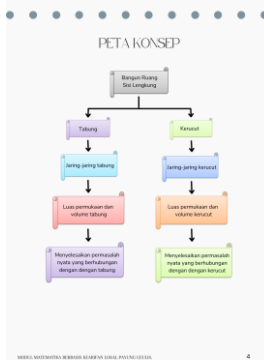 PETA KONSEP
Bangun Ruang
Sisi Lengkung
Tabung
Kerucut
Jaring-jaring tabung
Jaring-jaring kerucut
Luas permukaan dan
volume tabung
Luas permukaan dan
volume kerucut
Menyelesaikan permasalah
nyata yang berhubungan
dengan dengan tabung
Menyelesaikan permasalah
nyata yang berhubungan
dengan dengan kerucut
MODUL MATEMATIKA BERBASIS KEARIFAN LOKAL PAYUNG GEULIS
4